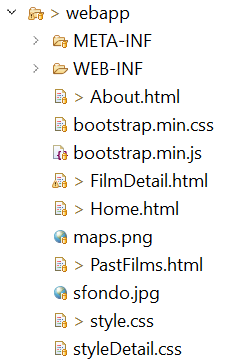 > webapp
META-INF
WEB-INF
> About.html
bootstrap.min.css
bootstrap.min.js
> FilmDetail.html
> Home.html
maps.png
> PastFilms.html
sfondo.jpg
> style.css
styleDetail.css